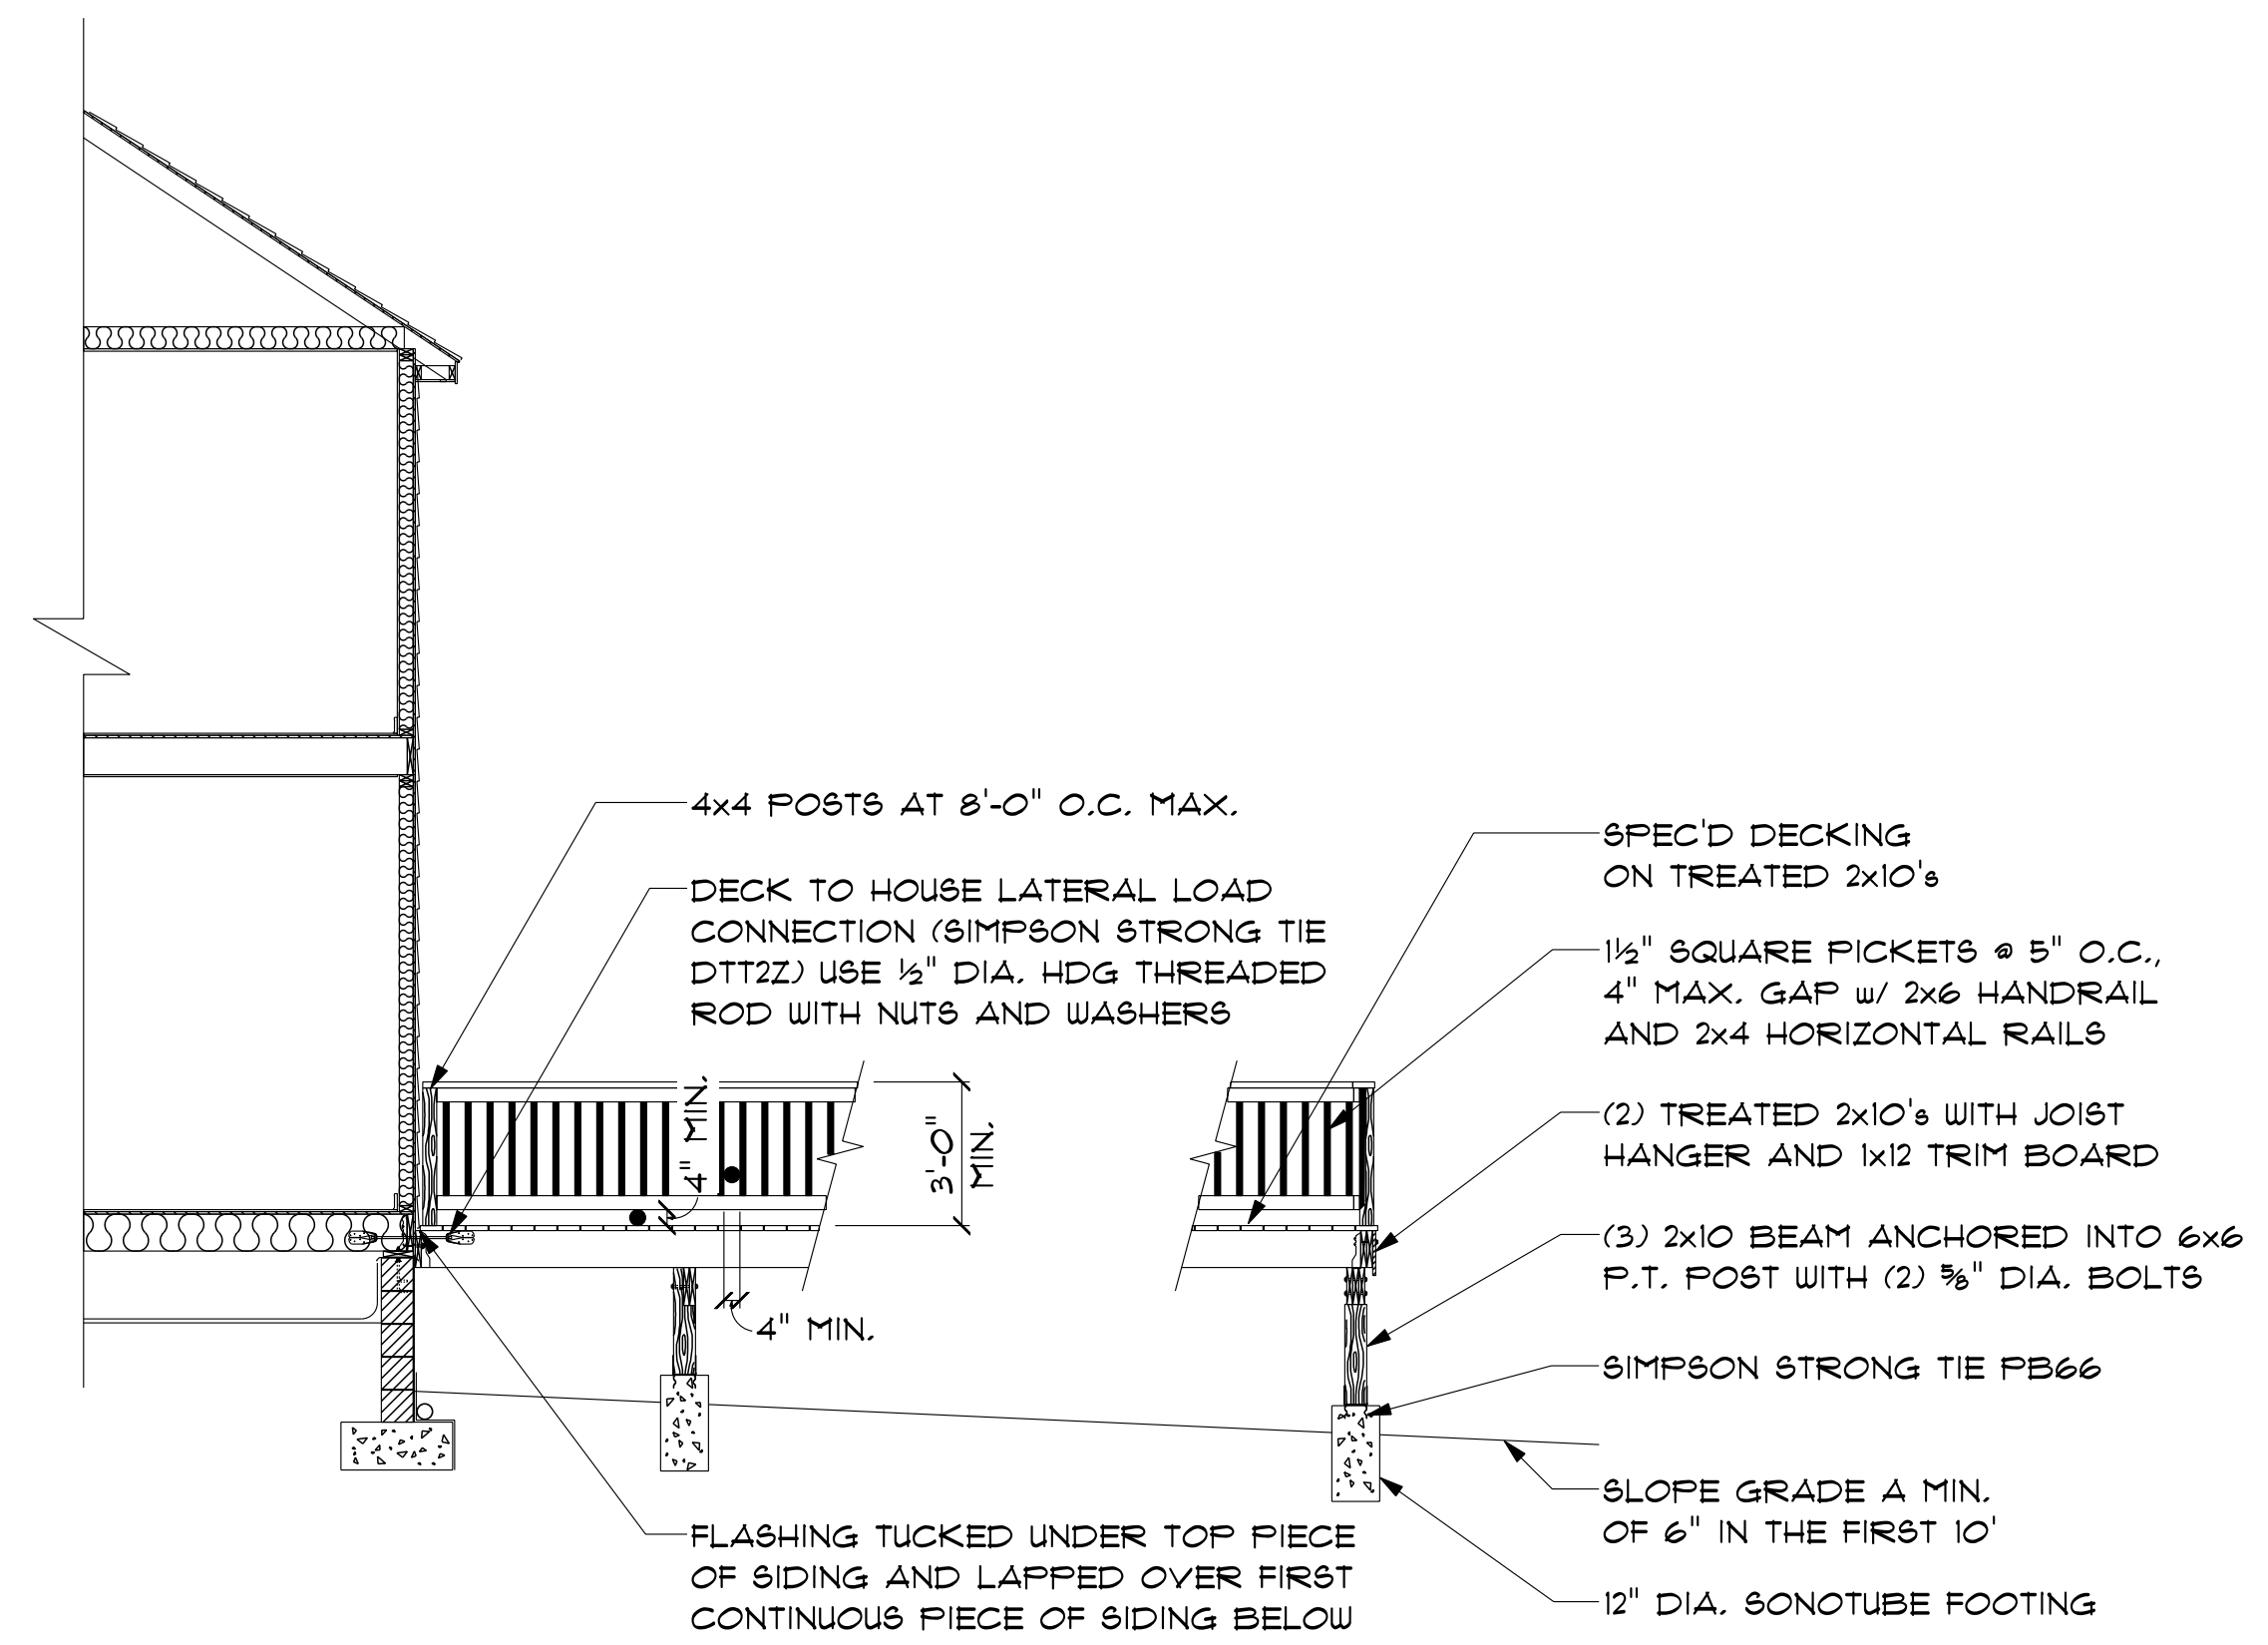 4x4 POSTS AT 8'-0" O.C. MAX.
DECK TO HOUSE LATERAL LOAD
CONNECTION (SIMPSON STRONG TIE
DTT2Z) USE ½" DIA. HDG THREADED
ROD WITH NUTS AND WASHERS
4" MIN.
3'-0"
MIN.
4" MIN.
FLASHING TUCKED UNDER TOP PIECE
OF SIDING AND LAPPED OVER FIRST
CONTINUOUS PIECE OF SIDING BELOW
SPEC'D DECKING
ON TREATED 2x10's
1½" SQUARE PICKETS @ 5" O.C.,
4" MAX. GAP w/ 2x6 HANDRAIL
AND 2x4 HORIZONTAL RAILS
(2) TREATED 2x10's WITH JOIST
HANGER AND 1x12 TRIM BOARD
(3) 2x10 BEAM ANCHORED INTO 6x6
P.T. POST WITH (2) ⅝" DIA. BOLTS
SIMPSON STRONG TIE PB66
SLOPE GRADE A MIN.
OF 6" IN THE FIRST 10'
12" DIA. SONOTUBE FOOTING